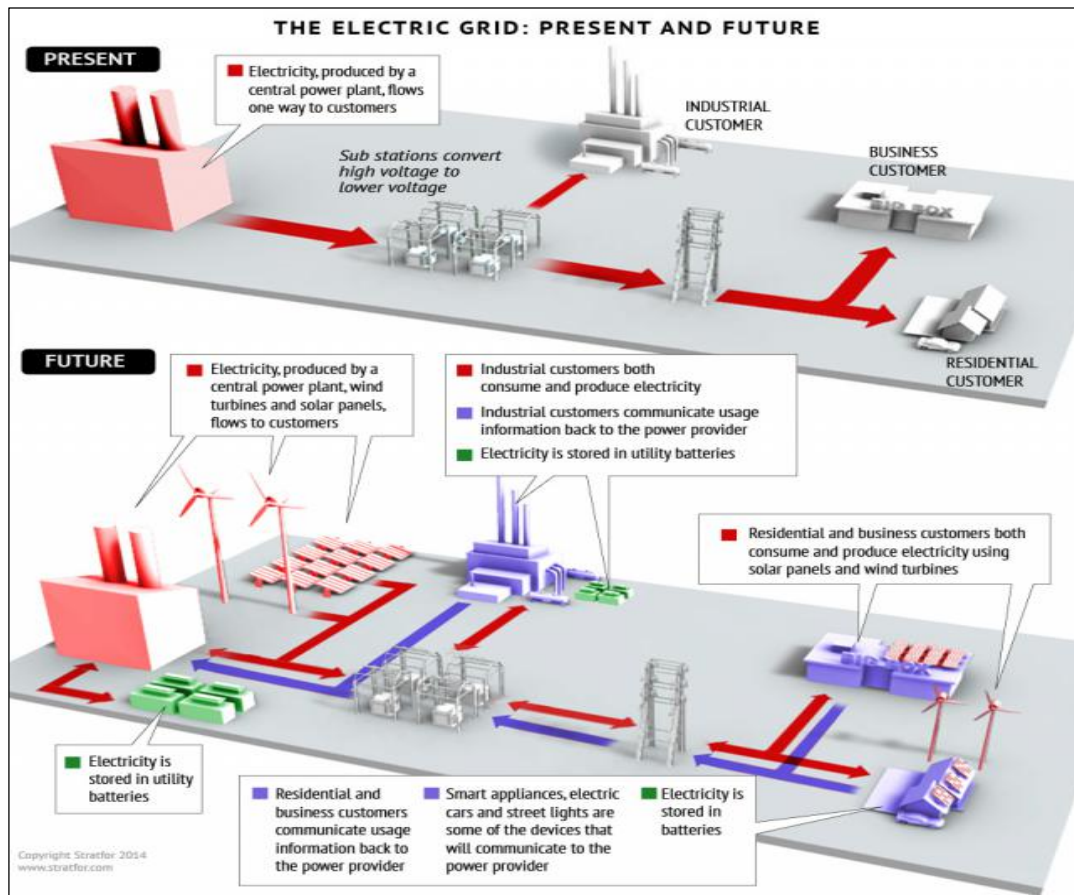 THE ELECTRIC GRID: PRESENT AND FUTURE
PRESENT
Electricity, produced by a
central power plant, flows
one way to customers
Sub stations convert
high voltage to
lower voltage
INDUSTRIAL
CUSTOMER
BUSINESS
CUSTOMER
BIG BOX
RESIDENTIAL
CUSTOMER
FUTURE
Electricity, produced by a
central power plant, wind
turbines and solar panels,
flows to customers
Industrial customers both
consume and produce electricity
Industrial customers communicate usage
information back to the power provider
Electricity is stored in utility batteries
Residential and business customers both
consume and produce electricity using
solar panels and wind turbines
BIG BOX
Electricity is
stored in utility
batteries
Residential and
business customers
communicate usage
information back to
the power provider
Smart appliances, electric
cars and street lights are
some of the devices that
will communicate to the
power provider
Electricity is
stored in
batteries
Copyright Stratfor 2014
www.stratfor.com